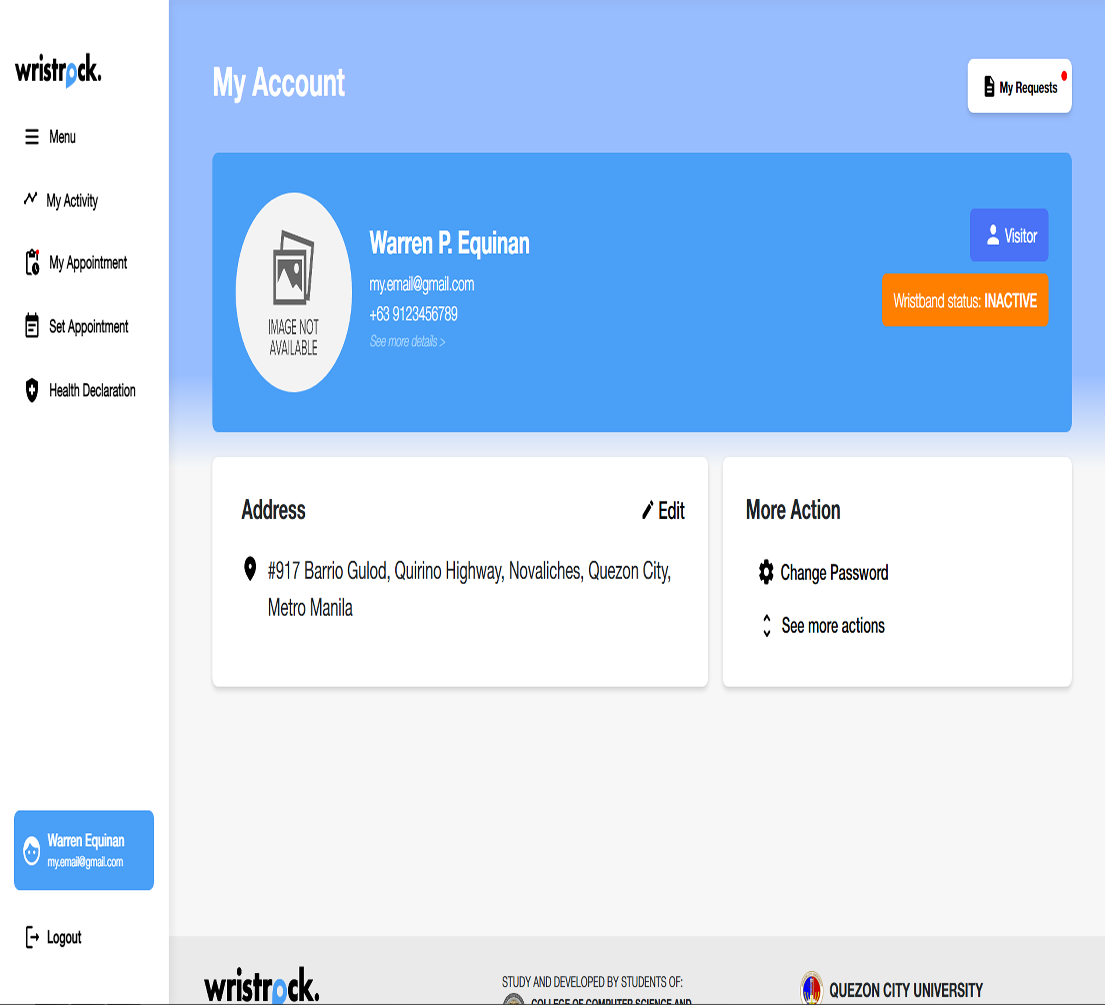 wristrock.
Menu
My Activity
My Appointment
Set Appointment
Health Declaration
Warren Equinan
my.email@gmail.com
Logout
My Account
My Requests
IMAGE NOT
AVAILABLE
Warren P. Equinan
my.email@gmail.com
+63 9123456789
See more details >
Visitor
Wristband status: INACTIVE
Address
Edit
#917 Barrio Gulod, Quirino Highway, Novaliches, Quezon City,
Metro Manila
More Action
Change Password
See more actions
wristrock.
STUDY AND DEVELOPED BY STUDENTS OF:
COLLEGE OF COMPUTER SCIENCE AND
QUEZON CITY UNIVERSITY